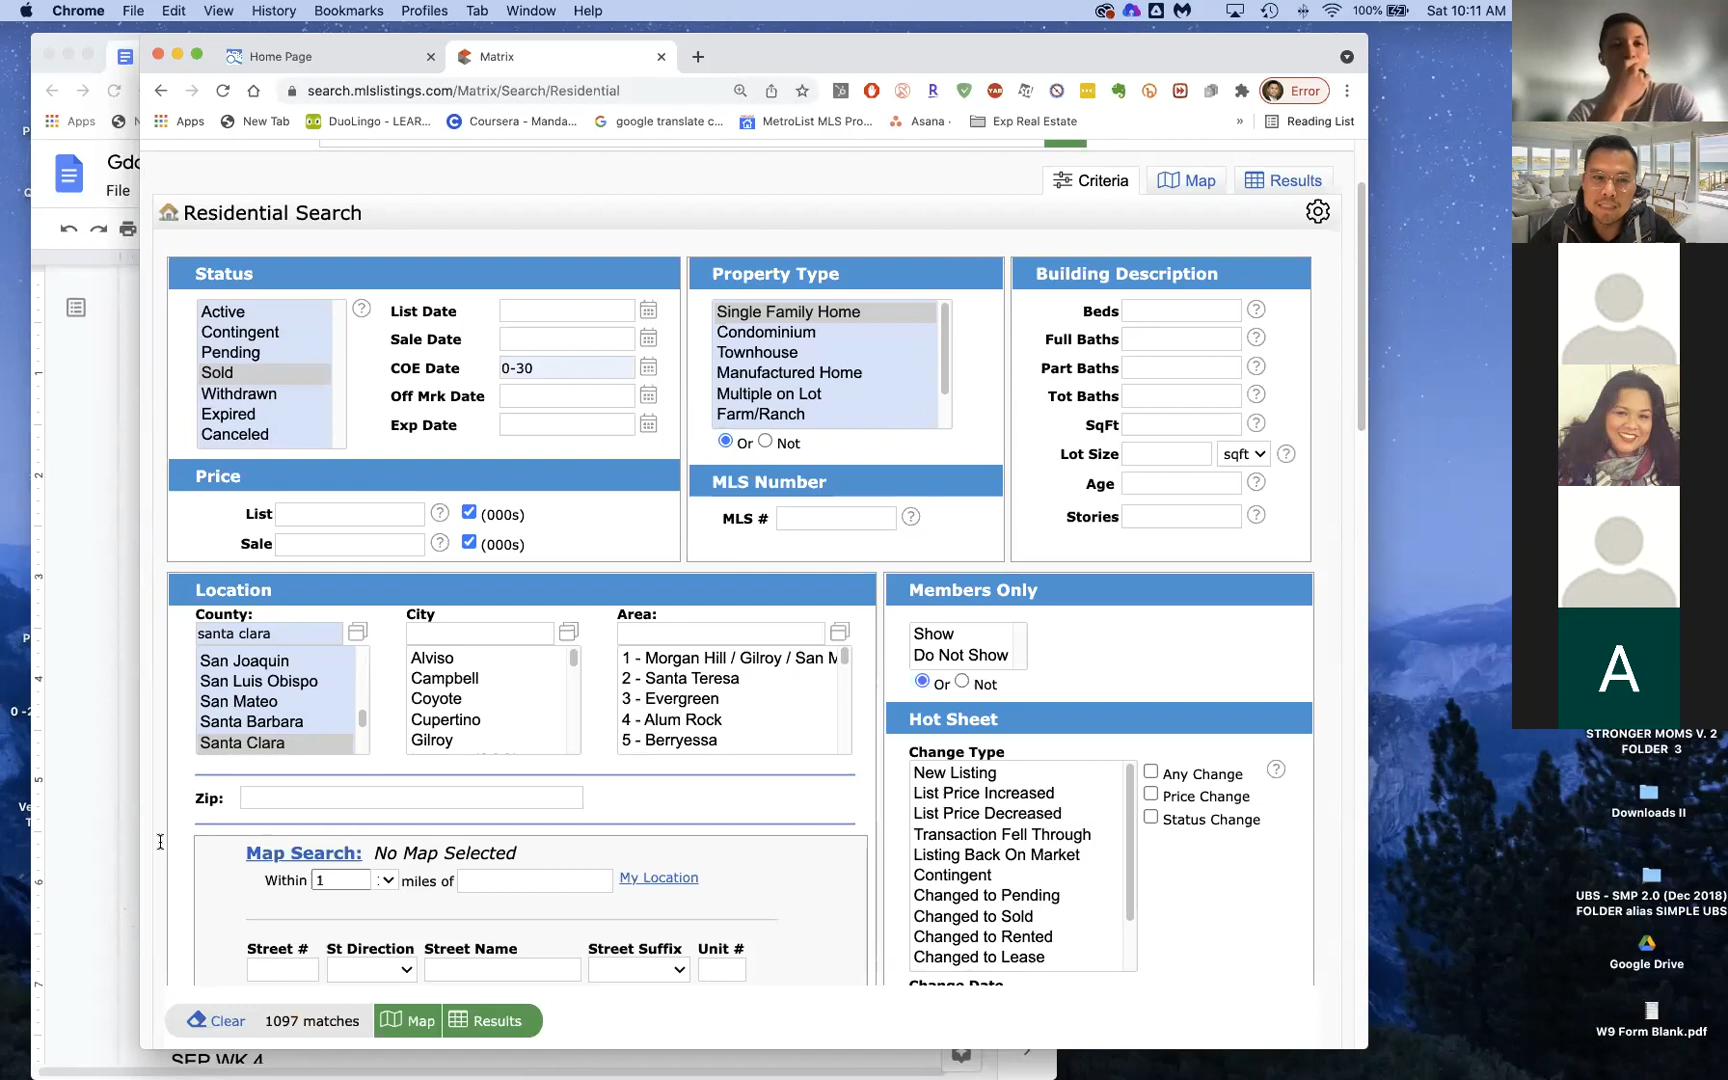 Chrome File Edit View History Bookmarks Profiles Tab Window Help
100% Sat 10:11 AM
Home Page
Matrix
search.mlslistings.com/Matrix/Search/Residential
Error
Apps
Apps
New Tab
DuoLingo - LEAR...
Coursera - Manda...
google translate c...
MetroList MLS Pro...
Asana -
Exp Real Estate
»
Reading List
File
Criteria
Map
Results
Residential Search
Status
Active
Contingent
Pending
Sold
Withdrawn
Expired
Canceled
List Date
Sale Date
COE Date 0-30
Off Mrk Date
Exp Date
Property Type
Single Family Home
Condominium
Townhouse
Manufactured Home
Multiple on Lot
Farm/Ranch
Or Not
Building Description
Beds
Full Baths
Part Baths
Tot Baths
SqFt
Lot Size sqft
Age
Stories
Price
List (000s)
Sale (000s)
MLS Number
MLS #
Location
County:
santa clara
San Joaquin
San Luis Obispo
San Mateo
Santa Barbara
Santa Clara
City
Alviso
Campbell
Coyote
Cupertino
Gilroy
Area:
1 - Morgan Hill / Gilroy / San M
2 - Santa Teresa
3 - Evergreen
4 - Alum Rock
5 - Berryessa
Zip:
Map Search: No Map Selected
Within 1 miles of My Location
Street # St Direction Street Name Street Suffix Unit #
Members Only
Show
Do Not Show
Or Not
Hot Sheet
Change Type
New Listing
List Price Increased
List Price Decreased
Transaction Fell Through
Listing Back On Market
Contingent
Changed to Pending
Changed to Sold
Changed to Rented
Changed to Lease
Any Change
Price Change
Status Change
Change Date
Clear 1097 matches Map Results
SEP WK 4
1
2
3
4
5
6
7
A
STRONGER MOMS V. 2
FOLDER 3
Downloads II
UBS - SMP 2.0 (Dec 2018)
FOLDER alias SIMPLE UBS
Google Drive
W9 Form Blank.pdf